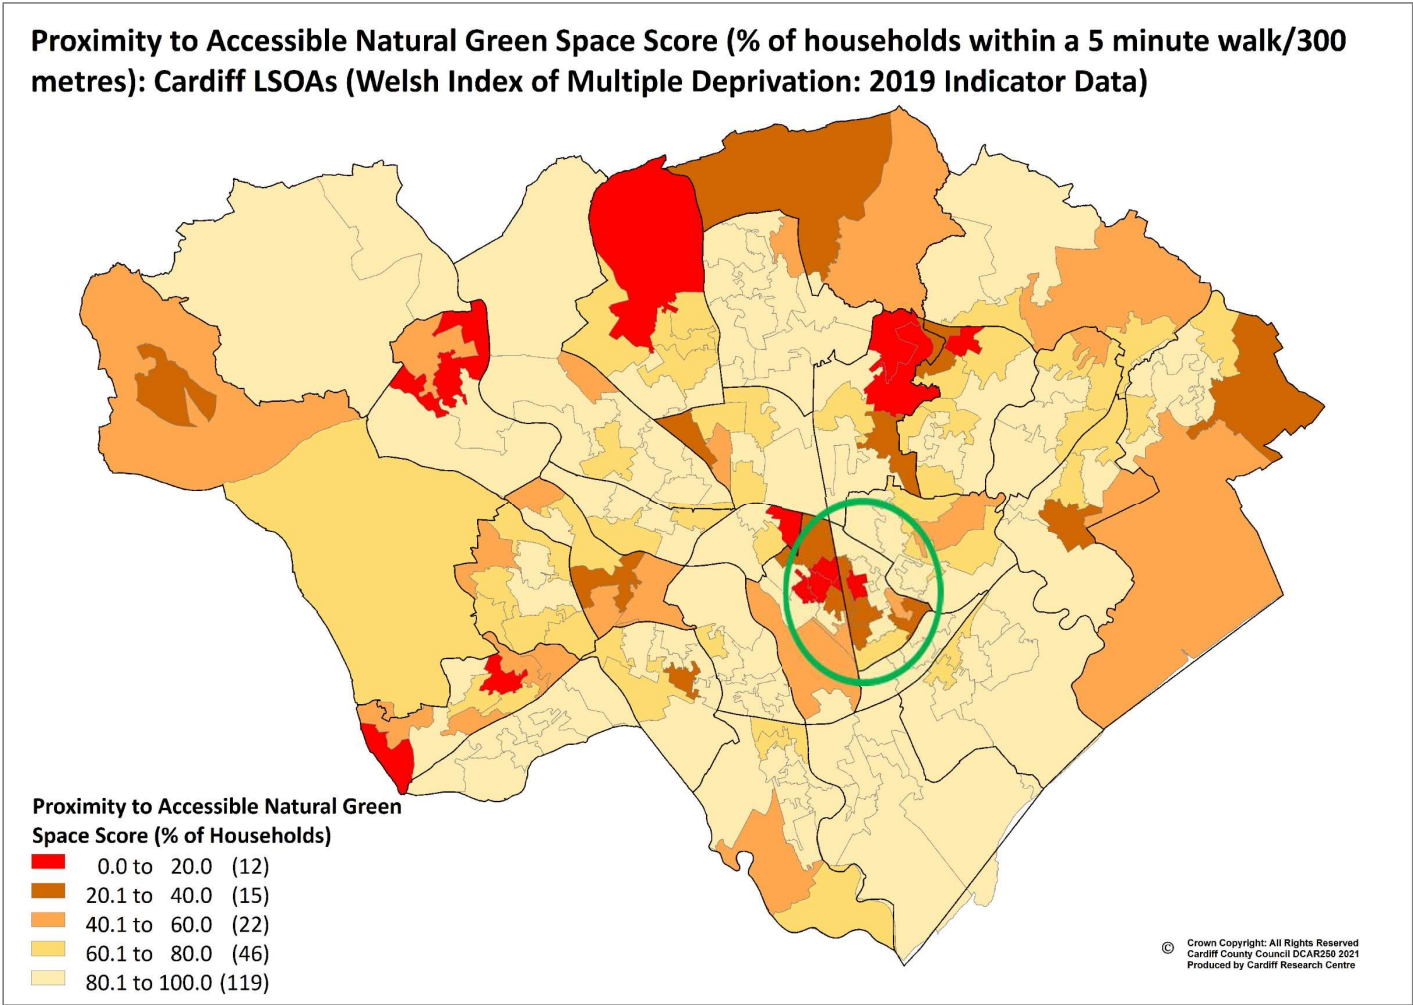 Proximity to Accessible Natural Green Space Score (% of households within a 5 minute walk/300
metres): Cardiff LSOAs (Welsh Index of Multiple Deprivation: 2019 Indicator Data)
Proximity to Accessible Natural Green
Space Score (% of Households)
0.0 to 20.0 (12)
20.1 to 40.0 (15)
40.1 to 60.0 (22)
60.1 to 80.0 (46)
80.1 to 100.0 (119)
© Crown Copyright: All Rights Reserved
Cardiff County Council DCAR250 2021
Produced by Cardiff Research Centre